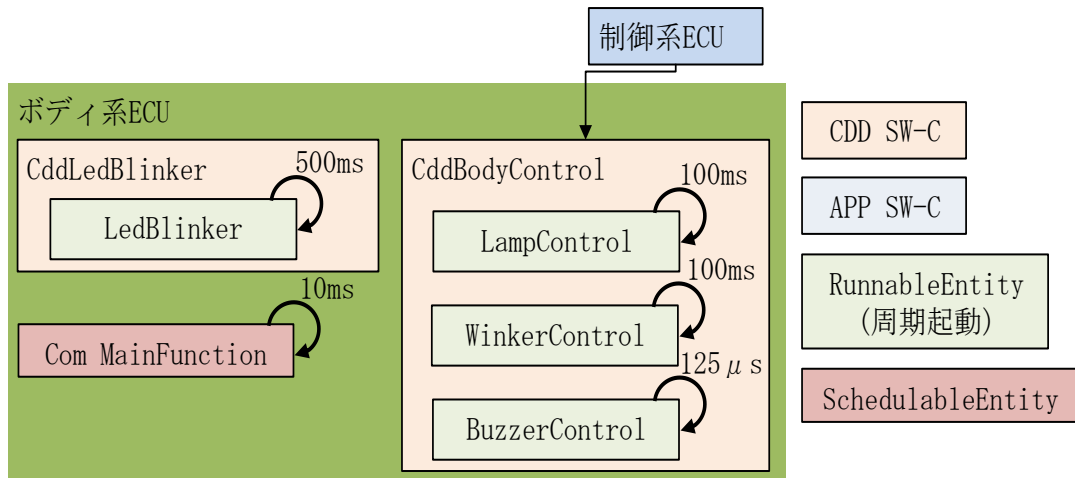 制御系ECU
ボディ系ECU
CddLedBlinker
500ms
LedBlinker
10ms
Com MainFunction
CddBodyControl
100ms
LampControl
100ms
WinkerControl
125μs
BuzzerControl
CDD SW-C
APP SW-C
RunnableEntity
(周期起動)
SchedulableEntity